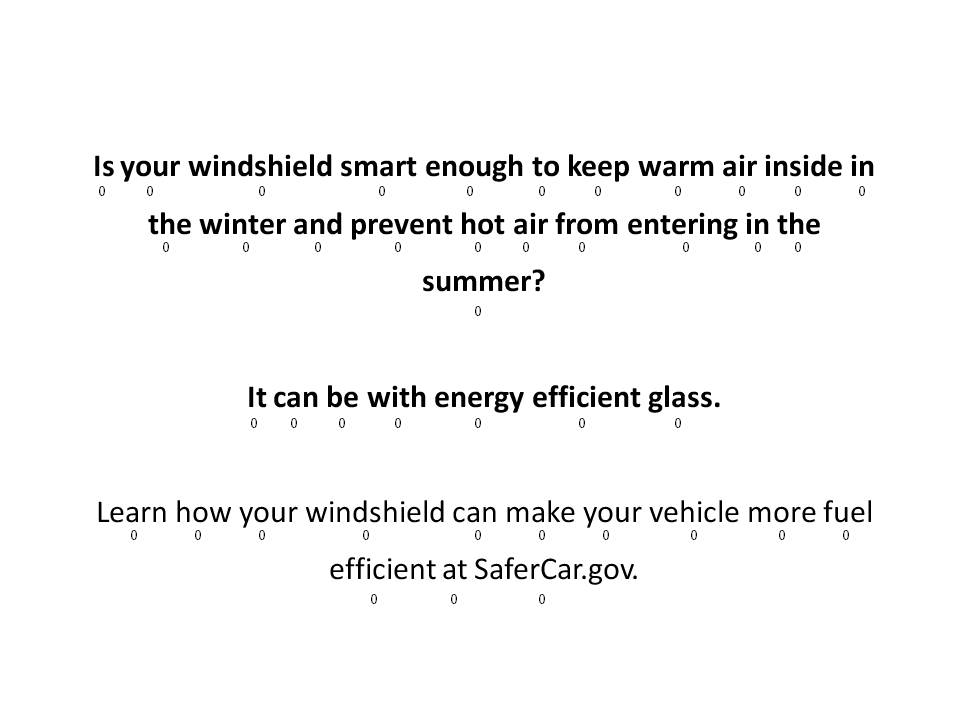 Is your windshield smart enough to keep warm air inside in
0 0 0 0 0 0 0 0 0 0 0
the winter and prevent hot air from entering in the
0 0 0 0 0 0 0 0 0 0
summer?
0
It can be with energy efficient glass.
0 0 0 0 0 0 0
Learn how your windshield can make your vehicle more fuel
0 0 0 0 0 0 0 0 0 0
efficient at SaferCar.gov.
0 0 0